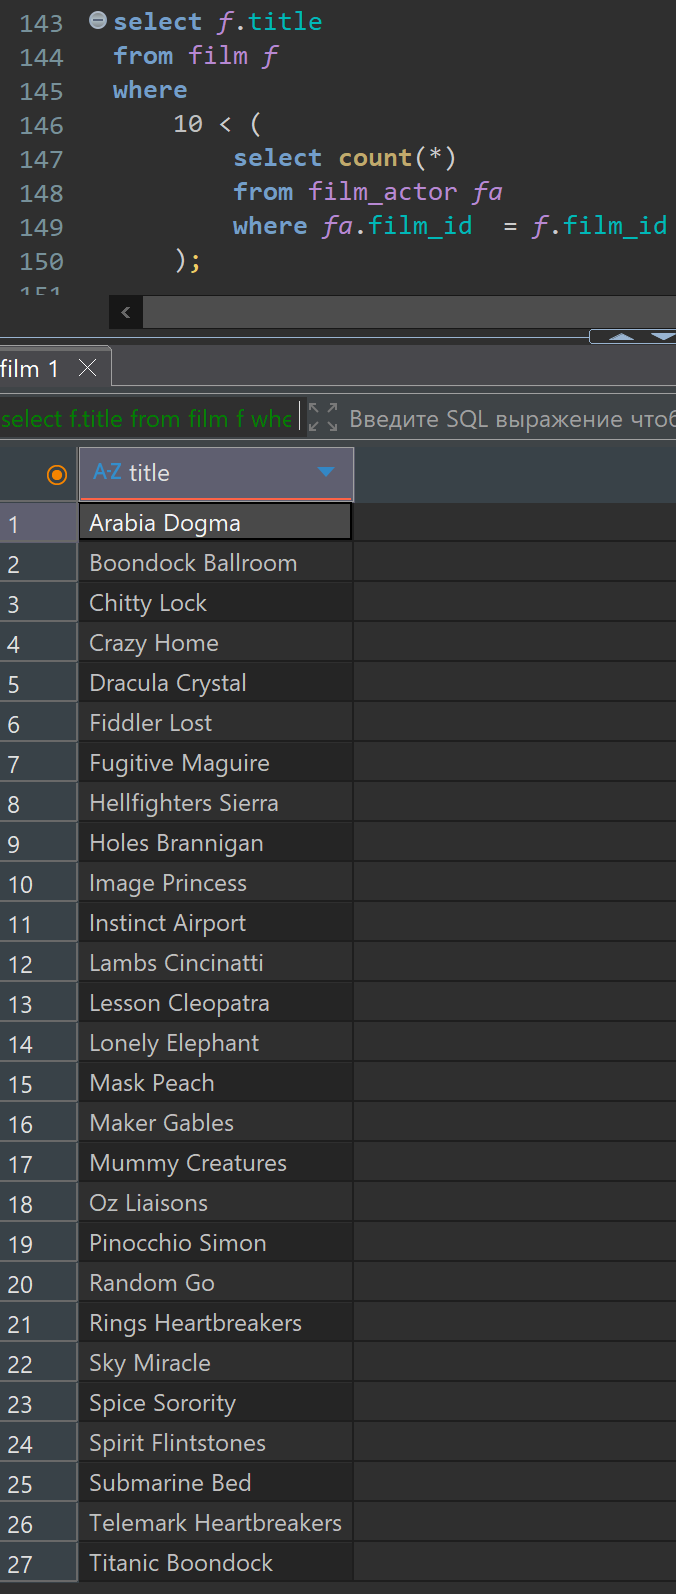 143 select f.title
144 from film f
145 where
146 10 < (
147 select count(*)
148 from film_actor fa
149 where fa.film_id = f.film_id
150 );
151
film 1
select f.title from film f whe Введите SQL выражение чтоб
A-Z title
1 Arabia Dogma
2 Boondock Ballroom
3 Chitty Lock
4 Crazy Home
5 Dracula Crystal
6 Fiddler Lost
7 Fugitive Maguire
8 Hellfighters Sierra
9 Holes Brannigan
10 Image Princess
11 Instinct Airport
12 Lambs Cincinatti
13 Lesson Cleopatra
14 Lonely Elephant
15 Mask Peach
16 Maker Gables
17 Mummy Creatures
18 Oz Liaisons
19 Pinocchio Simon
20 Random Go
21 Rings Heartbreakers
22 Sky Miracle
23 Spice Sorority
24 Spirit Flintstones
25 Submarine Bed
26 Telemark Heartbreakers
27 Titanic Boondock